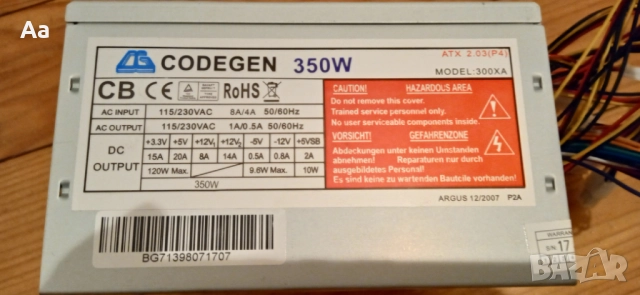 Aa
CODEGEN 350W
ATX 2.03(P4)
MODEL:300XA
CB CE RoHS
AC INPUT 115/230VAC 8A/4A 50/60Hz
AC OUTPUT 115/230VAC 1A/0.5A 50/60Hz
DC OUTPUT
+3.3V +5V +12V1 +12V2 -5V -12V +5VSB
15A 20A 8A 14A 0.5A 0.8A 2A
120W Max. 9.6W Max. 10W
350W
CAUTION! HAZARDOUS AREA
Do not remove this cover.
Trained service personnel only.
No serviceable components inside.
VORSICHT! GEFAHRENZONE
Abdockungen unter keinen Umständen
abnehmen! Reparaturen nur durch
ausgebildetes Personal!
Es sind keine zu wartenden Bauteile vorhanden!
ARGUS 12/2007 P2A
BG71398071707
S/N 17
bazar